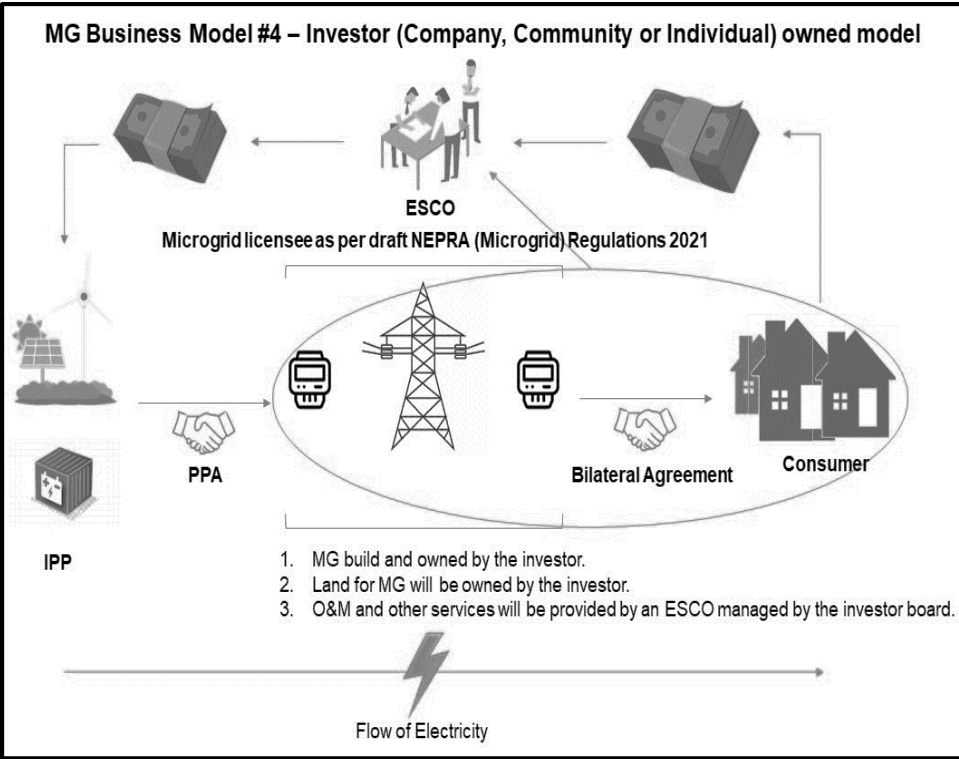 MG Business Model #4 – Investor (Company, Community or Individual) owned model
ESCO
Microgrid licensee as per draft NEPRA (Microgrid) Regulations 2021
PPA
Bilateral Agreement
Consumer
IPP
1. MG build and owned by the investor.
2. Land for MG will be owned by the investor.
3. O&M and other services will be provided by an ESCO managed by the investor board.
Flow of Electricity